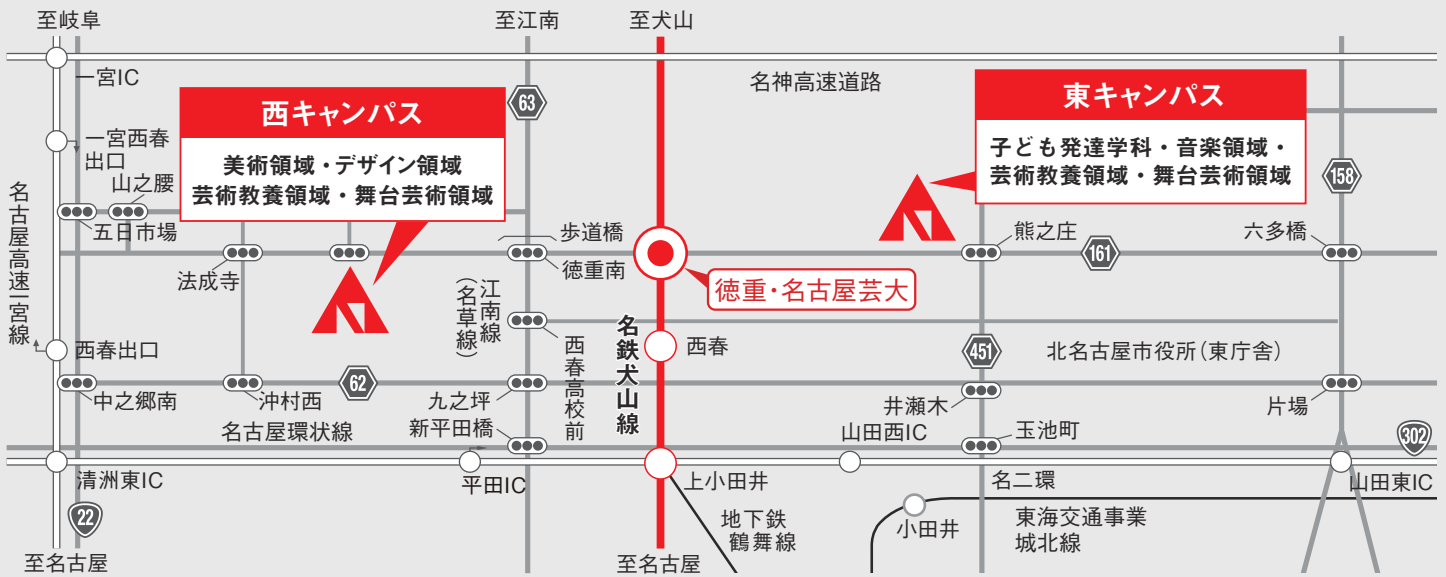 至岐阜
至江南
至犬山
一宮IC
名神高速道路
西キャンパス
美術領域・デザイン領域
芸術教養領域・舞台芸術領域
63
東キャンパス
子ども発達学科・音楽領域・
芸術教養領域・舞台芸術領域
158
一宮西春
出口
山之腰
名古屋高速一宮線
五日市場
法成寺
歩道橋
徳重南
熊之庄
161
六多橋
徳重・名古屋芸大
江南線
(名草線)
西春高校前
名鉄犬山線
西春
西春出口
451
北名古屋市役所(東庁舎)
中之郷南
沖村西
62
九之坪
井瀬木
片場
名古屋環状線
新平田橋
山田西IC
玉池町
302
清洲東IC
平田IC
上小田井
名二環
山田東IC
22
地下鉄
鶴舞線
小田井
東海交通事業
城北線
至名古屋
至名古屋